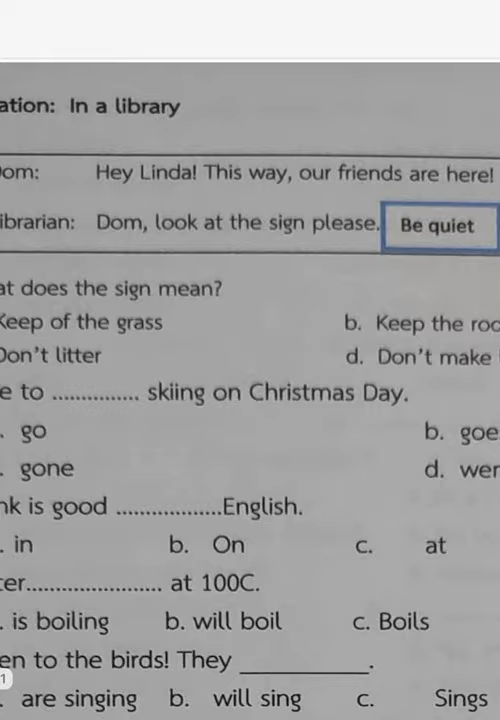 ation: In a library
om: Hey Linda! This way, our friends are here!
ibrarian: Dom, look at the sign please. Be quiet
at does the sign mean?
Keep of the grass b. Keep the roo
Don't litter d. Don't make
e to ............... skiing on Christmas Day.
. go b. goe
. gone d. wer
nk is good ..................English.
. in b. On c. at
ter....................... at 100C.
. is boiling b. will boil c. Boils
en to the birds! They ____________.
1
. are singing b. will sing c. Sings